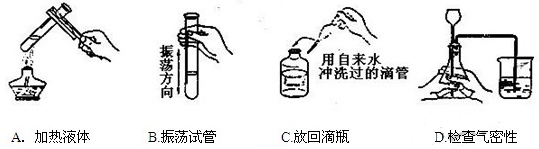 振荡方向
用自来水
冲洗过的滴管
A. 加热液体
B.振荡试管
C.放回滴瓶
D.检查气密性